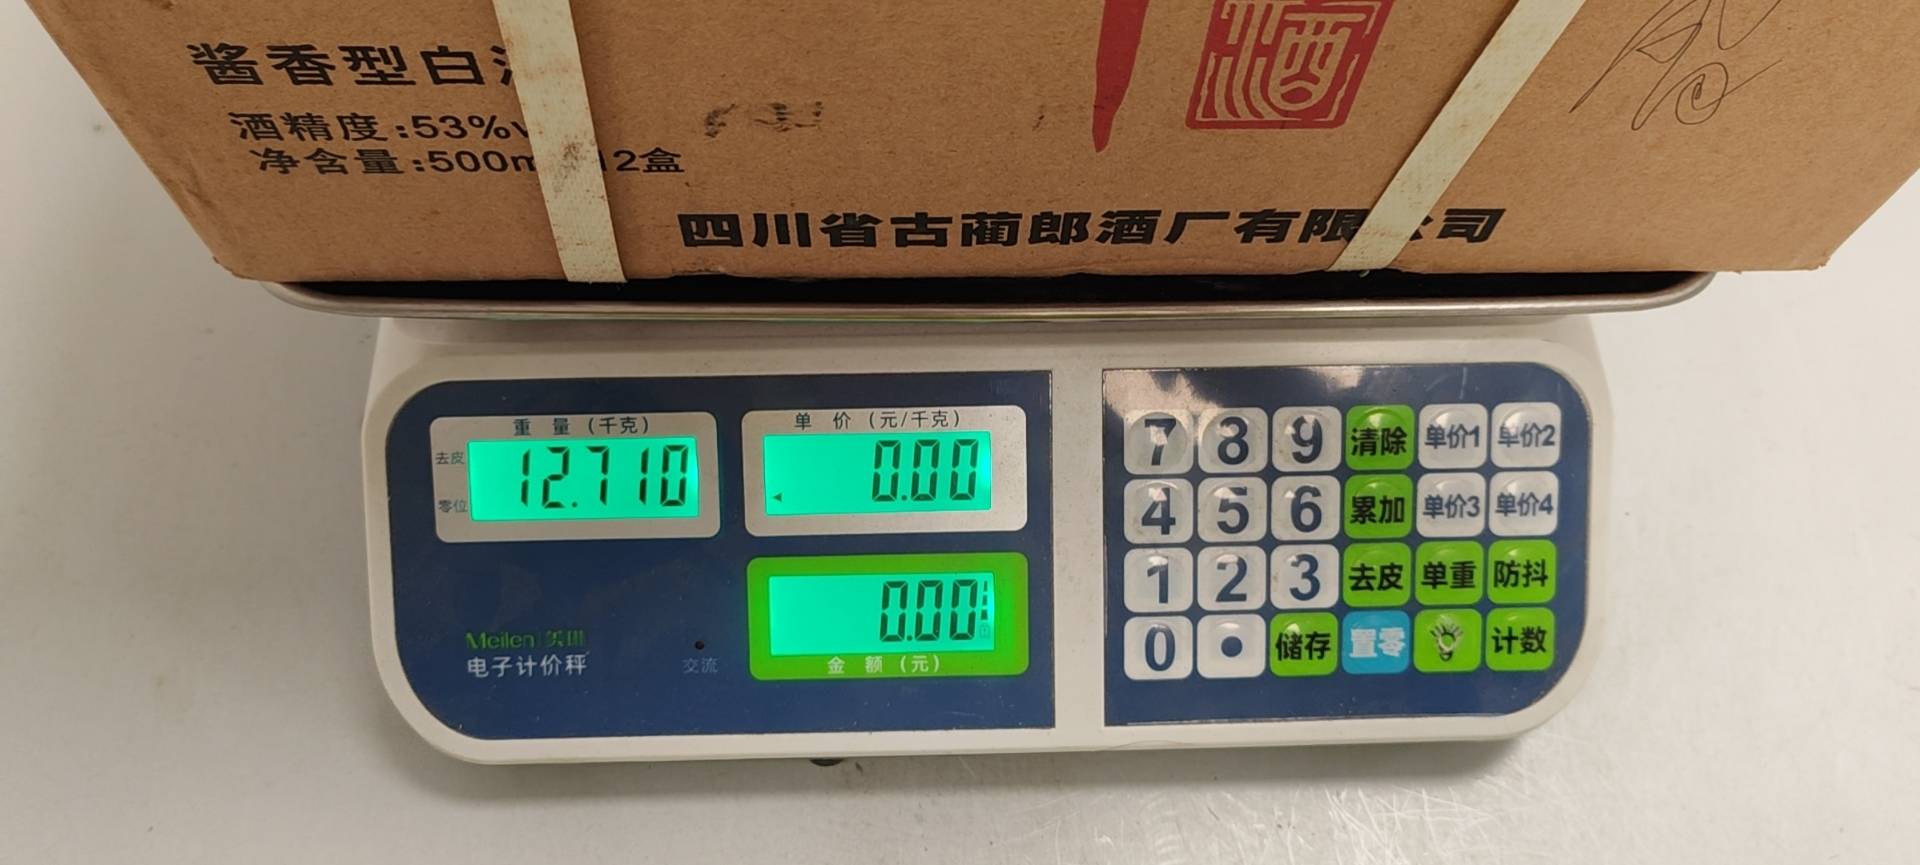 酱香型白
酒
酒精度:53%v
净含量:500m 12盒
四川省古蔺郎酒厂有限 司
重 量 (千克)
去皮
零位
12.710
单 价 (元/千克)
0.00
0.00
金 额 (元)
Meilen
电子计价秤
交流
7 8 9 清除 单价1 单价2
4 5 6 累加 单价3 单价4
1 2 3 去皮 单重 防抖
0 • 储存 置零 计数